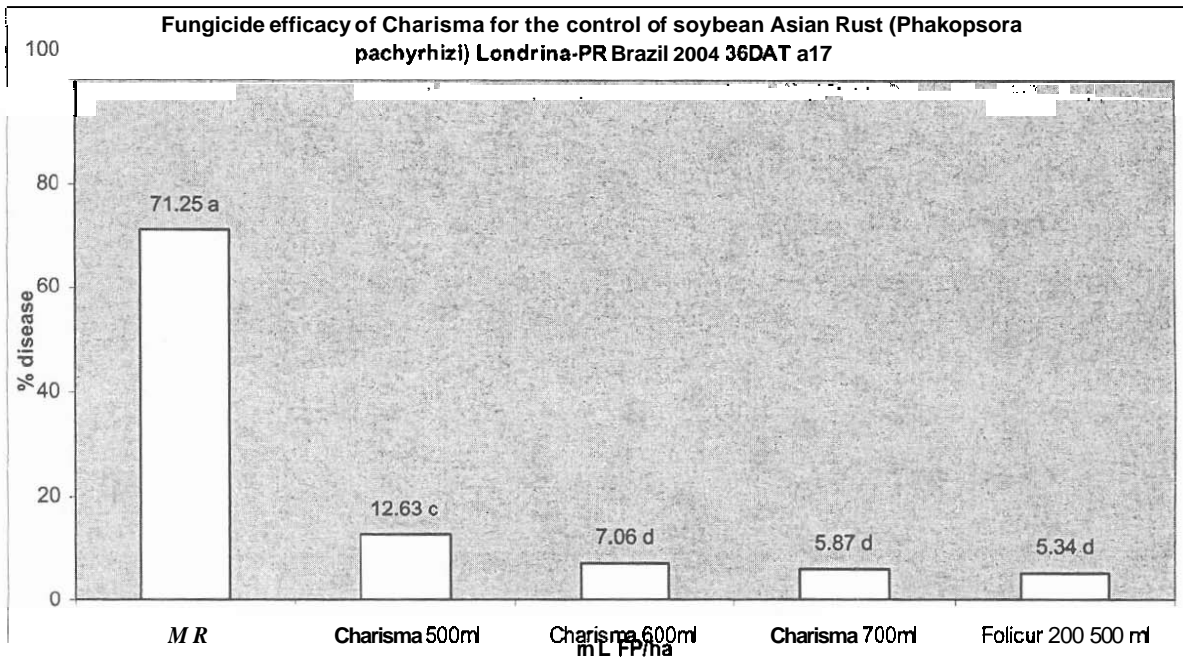 Fungicide efficacy of Charisma for the control of soybean Asian Rust (Phakopsora
pachyrhizi) Londrina-PR Brazil 2004 36DAT a17
100
80
60
40
20
0
% disease
71.25 a
12.63 c
7.06 d
5.87 d
5.34 d
M R
Charisma 500ml
Charisma 600ml
Charisma 700ml
Folicur 200 500 ml
mL FP/ha